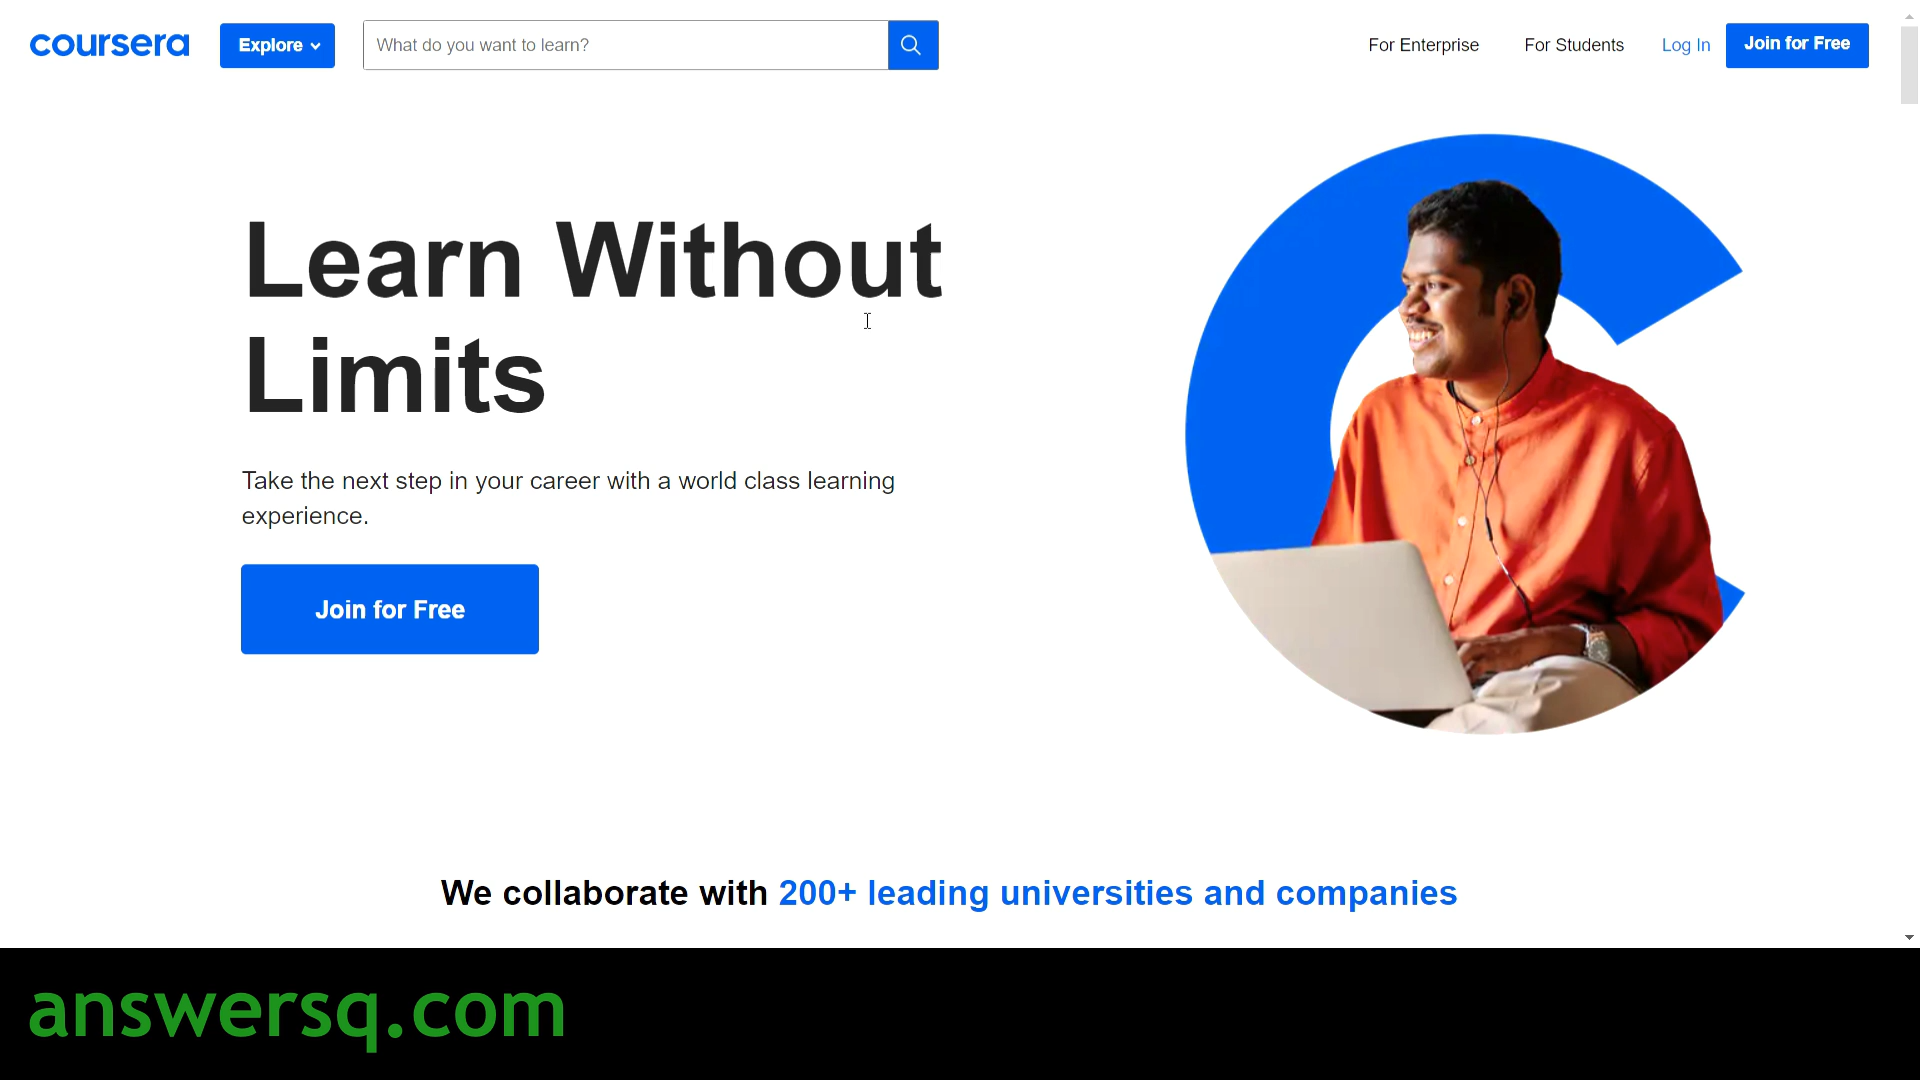 coursera
Explore
What do you want to learn?
For Enterprise
For Students
Log In
Join for Free
Learn Without
Limits
Take the next step in your career with a world class learning
experience.
Join for Free
We collaborate with 200+ leading universities and companies
answersq.com